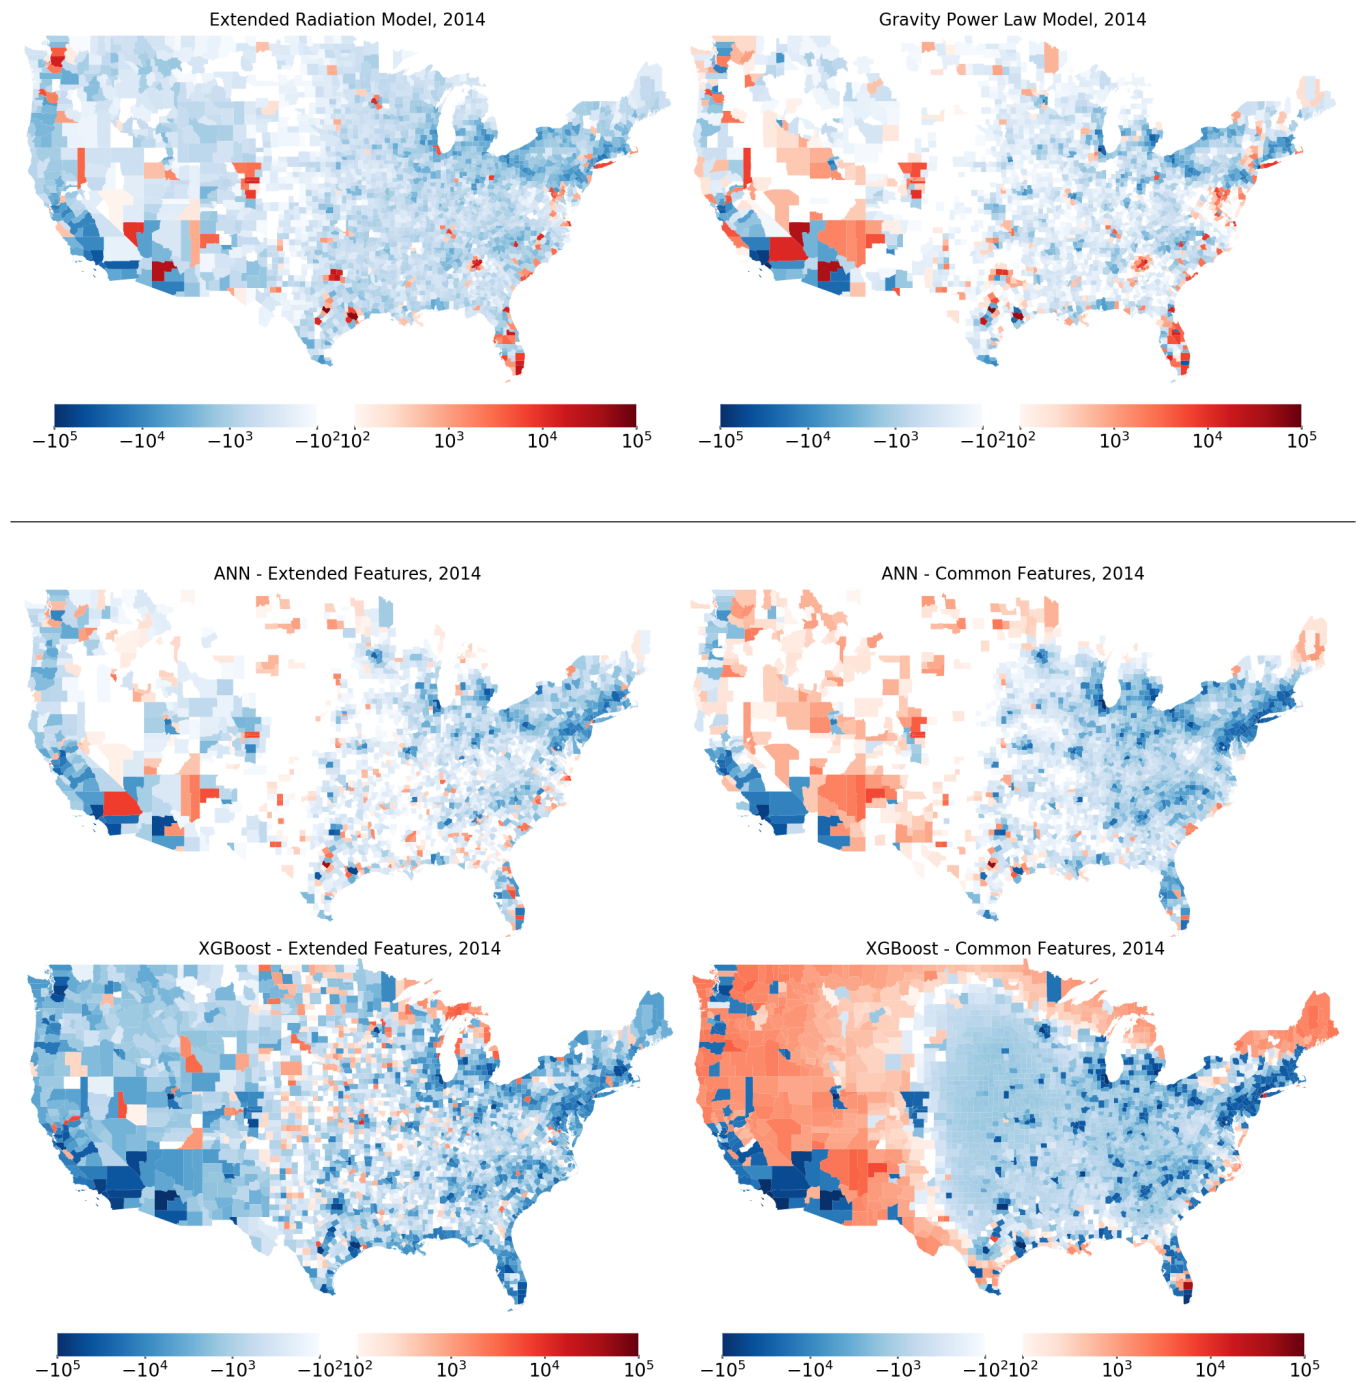 Extended Radiation Model, 2014
Gravity Power Law Model, 2014
−10⁵ −10⁴ −10³ −10² 10² 10³ 10⁴ 10⁵
−10⁵ −10⁴ −10³ −10² 10² 10³ 10⁴ 10⁵
ANN - Extended Features, 2014
ANN - Common Features, 2014
XGBoost - Extended Features, 2014
XGBoost - Common Features, 2014
−10⁵ −10⁴ −10³ −10² 10² 10³ 10⁴ 10⁵
−10⁵ −10⁴ −10³ −10² 10² 10³ 10⁴ 10⁵